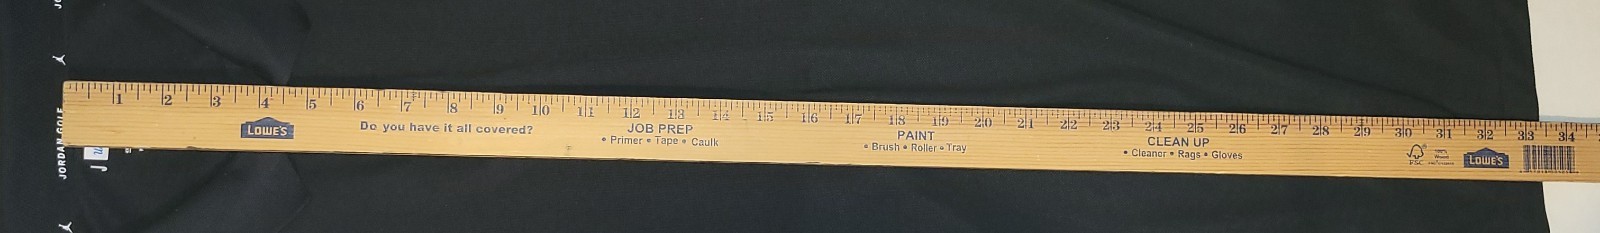 1 2 3 4 5 6 7 8 9 10 11 12 13 14 15 16 17 18 19 20 21 22 23 24 25 26 27 28 29 30 31 32 33 34
LOWE'S
Do you have it all covered?
JOB PREP
• Primer • Tape • Caulk
PAINT
• Brush • Roller • Tray
CLEAN UP
• Cleaner • Rags • Gloves
FSC
Wood
LOWE'S
JORDAN GOLF
J